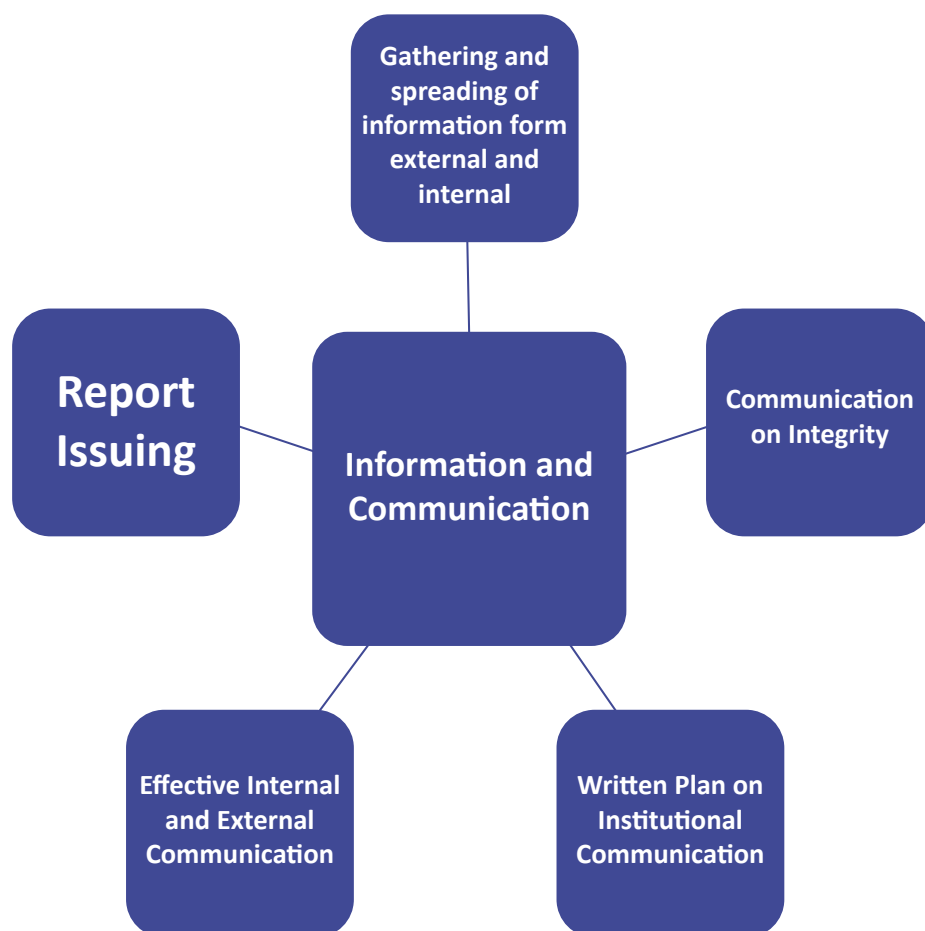 Gathering and
spreading of
information form
external and
internal
Report
Issuing
Information and
Communication
Communication
on Integrity
Effective Internal
and External
Communication
Written Plan on
Institutional
Communication